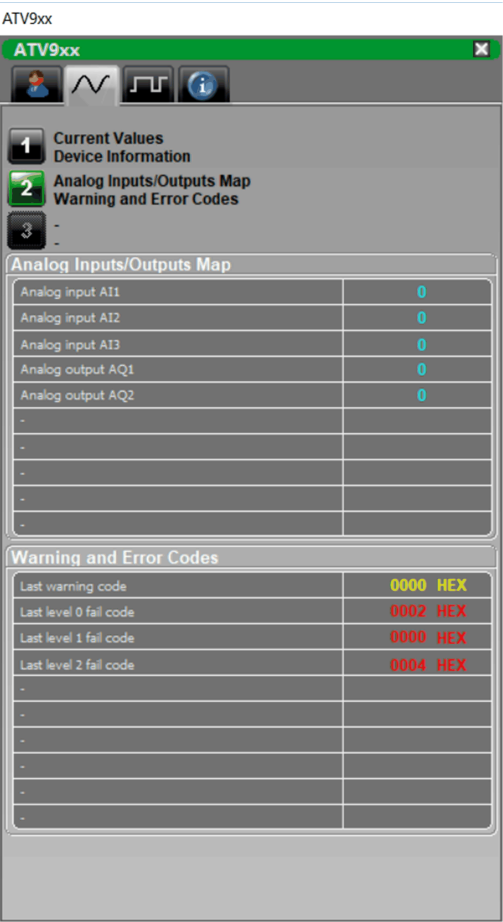 ATV9xx
ATV9xx
1 Current Values
Device Information
2 Analog Inputs/Outputs Map
Warning and Error Codes
3 -
-
Analog Inputs/Outputs Map
Analog input AI1 0
Analog input AI2 0
Analog input AI3 0
Analog output AQ1 0
Analog output AQ2 0
-
-
-
-
-
Warning and Error Codes
Last warning code 0000 HEX
Last level 0 fail code 0002 HEX
Last level 1 fail code 0000 HEX
Last level 2 fail code 0004 HEX
-
-
-
-
-
-